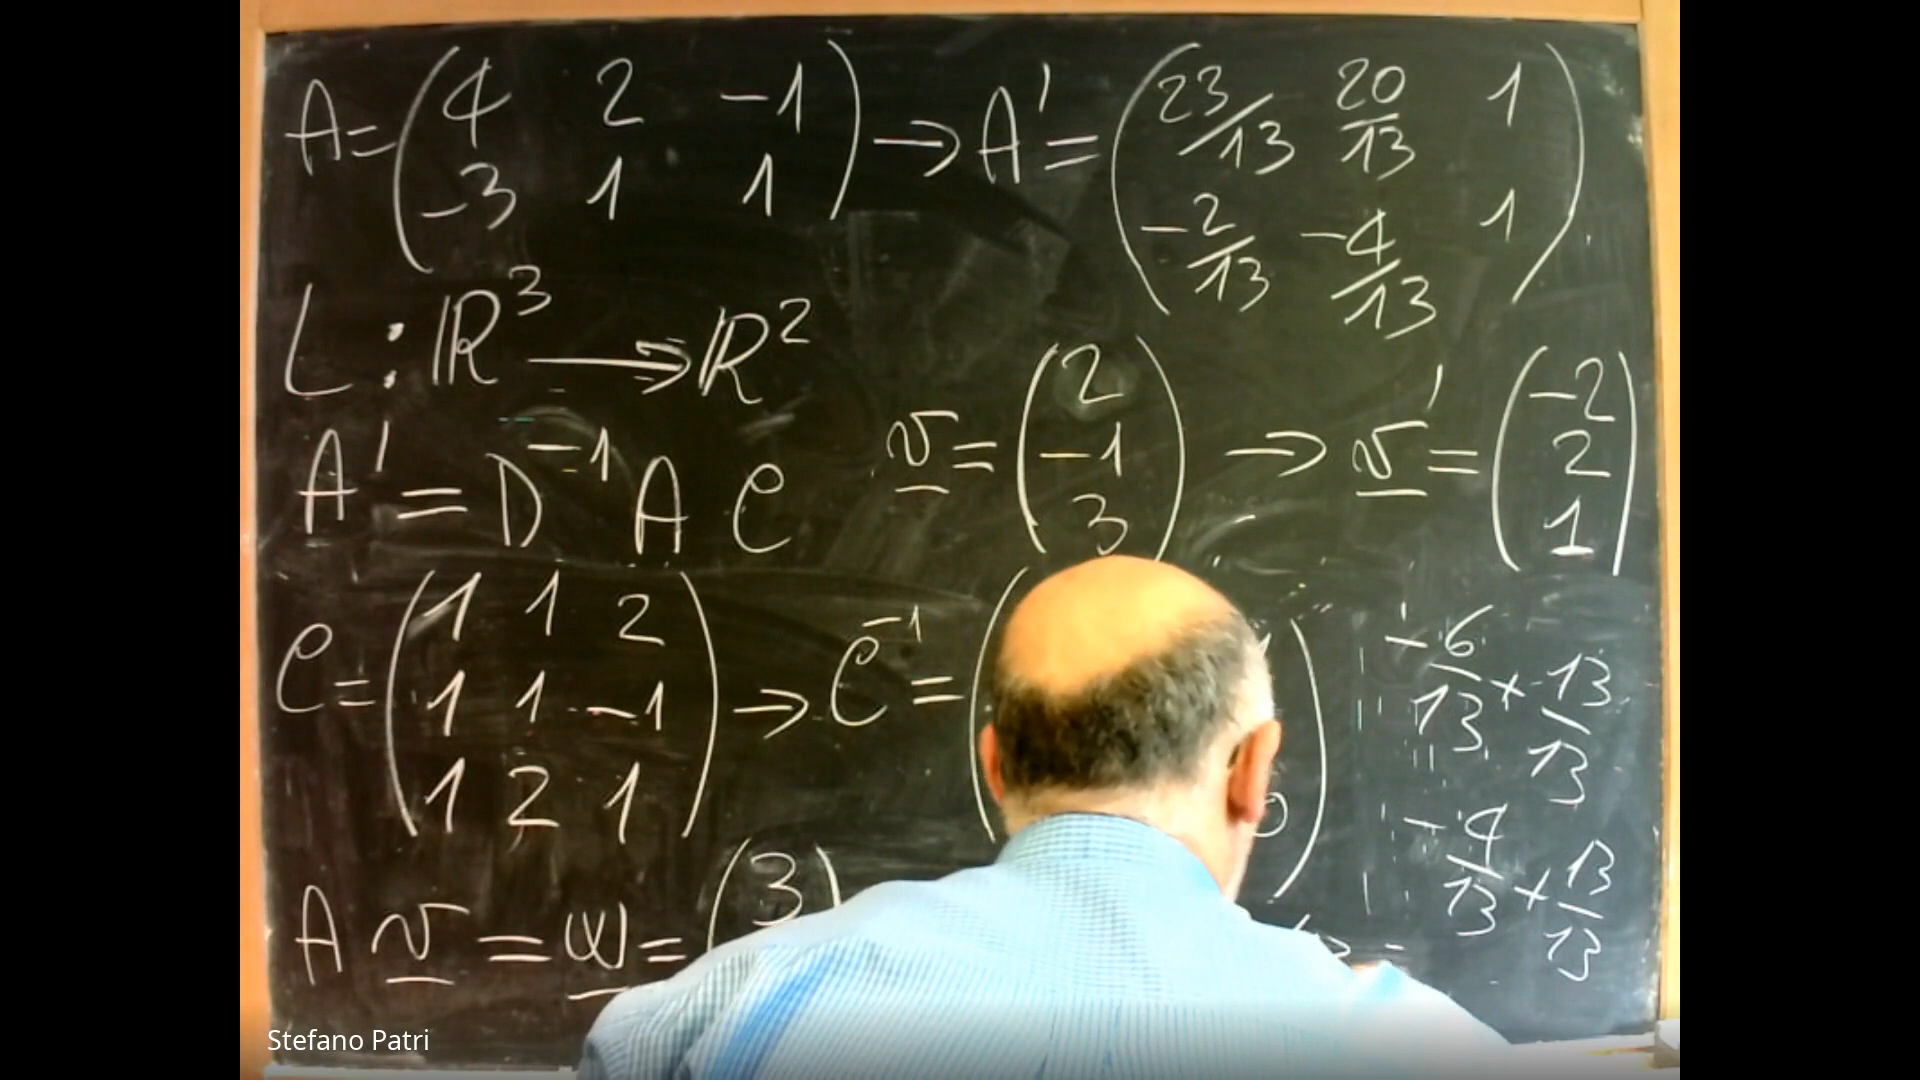 A = ( 4 2 -1 ) → A' = ( 23/13 20/13 1 )
( -3 1 1 ) ( -2/13 -4/13 1 )
L : ℝ³ → ℝ²
A' = D⁻¹ A C v = ( 2 -1 3 ) → v' = ( -2 2 1 )
C = ( 1 1 2 ) → C⁻¹ = (
( 1 1 -1 )
( 1 2 1 ) 0 )
-6/13 + 13/13
-4/13 + 13/13
A v = w = ( 3
Stefano Patri